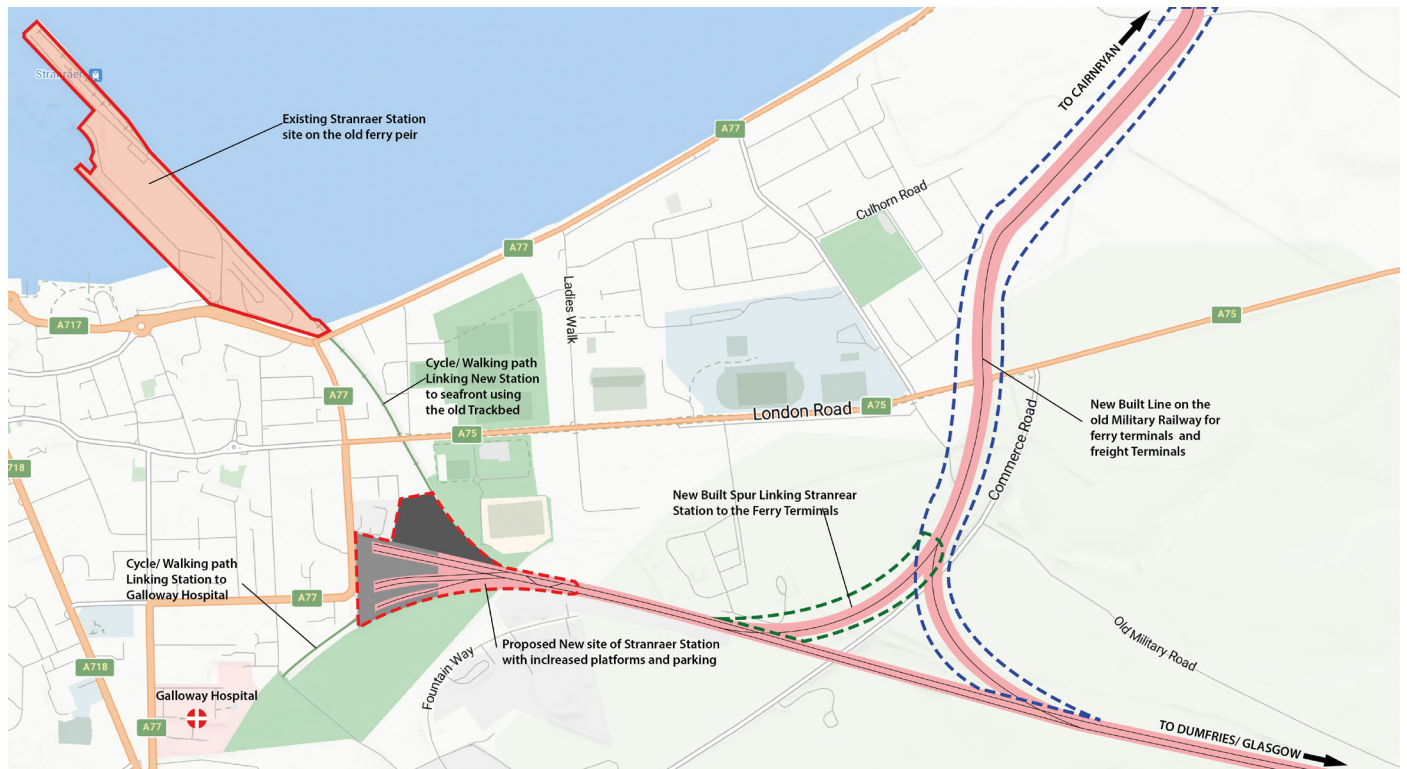 TO CAIRNRYAN
Stranraer
Existing Stranraer Station
site on the old ferry peir
A77
Culhorn Road
A77
Ladies Walk
A75
A717
Cycle/ Walking path
Linking New Station
to seafront using
the old Trackbed
A77
London Road
A75
A75
New Built Line on the
old Military Railway for
ferry terminals and
freight Terminals
Commerce Road
718
New Built Spur Linking Stranrear
Station to the Ferry Terminals
Cycle/ Walking path
Linking Station to
Galloway Hospital
A77
Proposed New site of Stranraer Station
with inclreased platforms and parking
Old Military Road
Fountain Way
A718
Galloway Hospital
A77
TO DUMFRIES/ GLASGOW